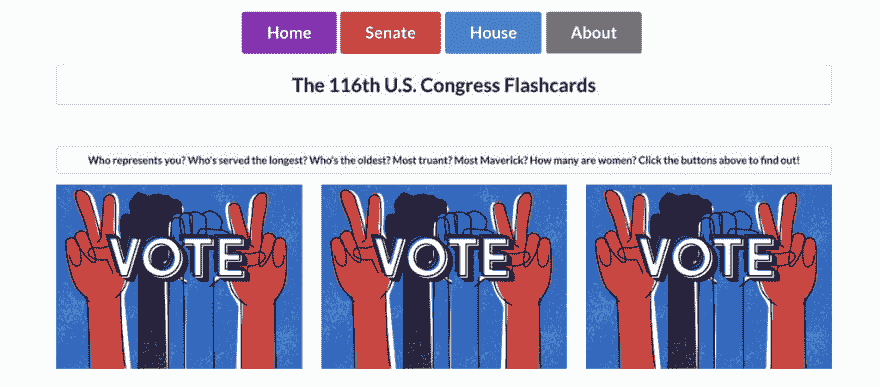 Home Senate House About
The 116th U.S. Congress Flashcards
Who represents you? Who's served the longest? Who's the oldest? Most truant? Most Maverick? How many are women? Click the buttons above to find out!
VOTE VOTE VOTE